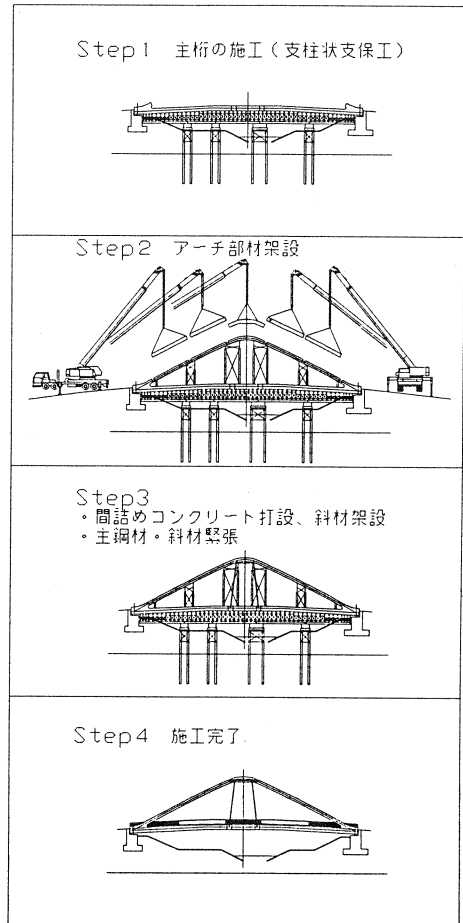 Step1 主桁の施工(支柱状支保工)
Step2 アーチ部材架設
Step3
・間詰めコンクリート打設、斜材架設
・主鋼材・斜材緊張
Step4 施工完了